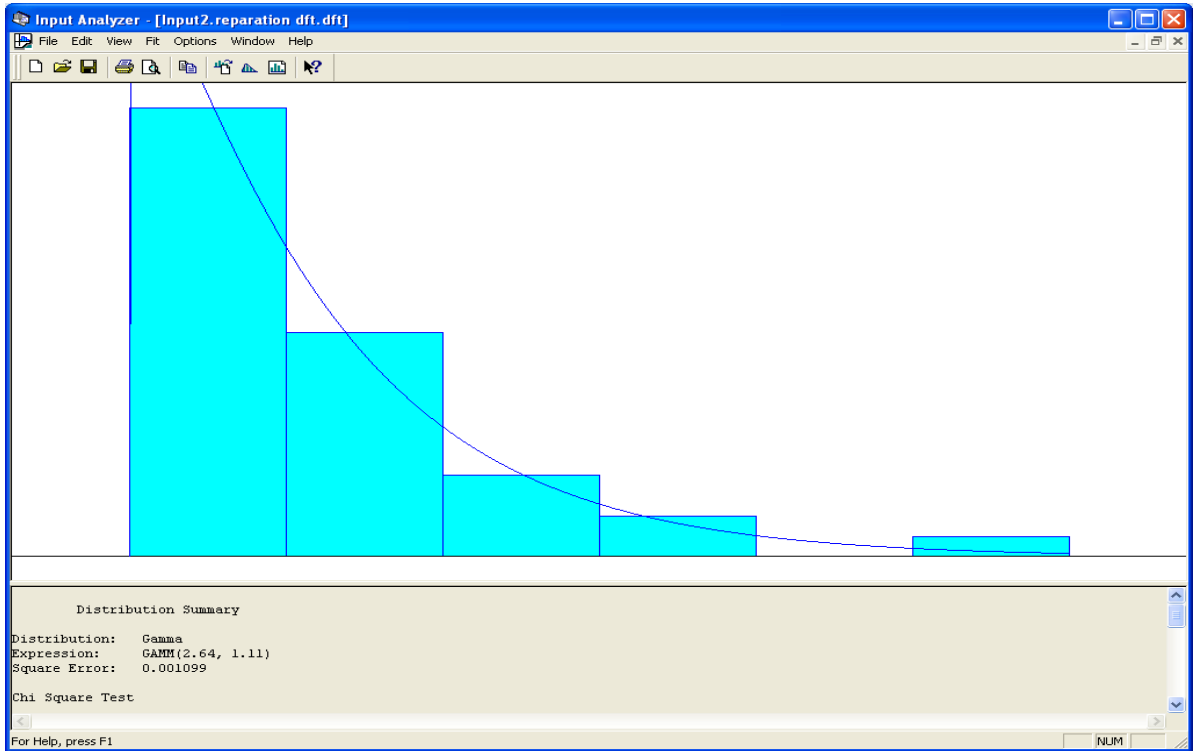 Input Analyzer - [Input2.reparation dft.dft]
File Edit View Fit Options Window Help
Distribution Summary
Distribution: Gamma
Expression: GAMM(2.64, 1.11)
Square Error: 0.001099
Chi Square Test
For Help, press F1
NUM